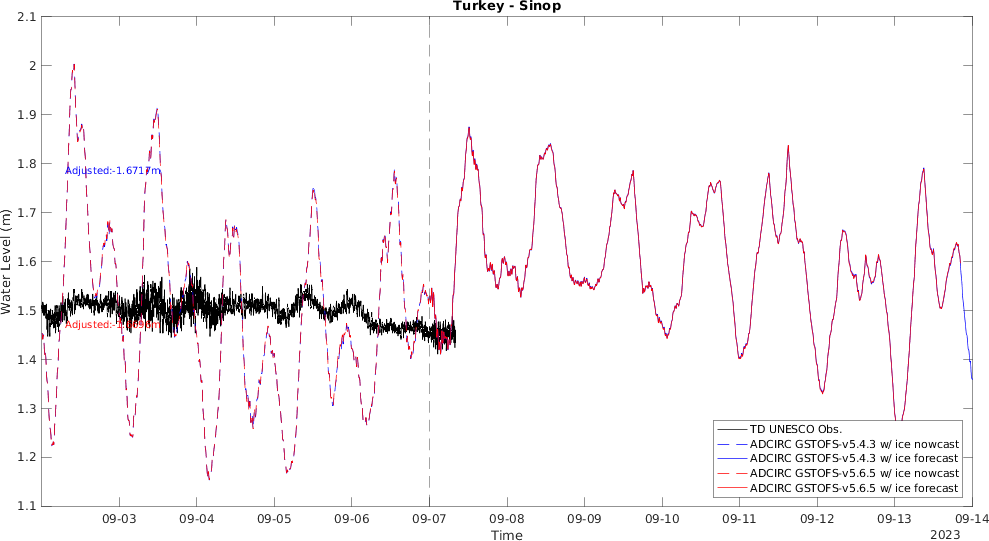 Turkey - Sinop
Water Level (m)
2.1
2
1.9
1.8
1.7
1.6
1.5
1.4
1.3
1.2
1.1
Adjusted:-1.6717m
TD UNESCO Obs.
ADCIRC GSTOFS-v5.4.3 w/ ice nowcast
ADCIRC GSTOFS-v5.4.3 w/ ice forecast
ADCIRC GSTOFS-v5.6.5 w/ ice nowcast
ADCIRC GSTOFS-v5.6.5 w/ ice forecast
09-03 09-04 09-05 09-06 09-07 09-08 09-09 09-10 09-11 09-12 09-13 09-14
Time
2023